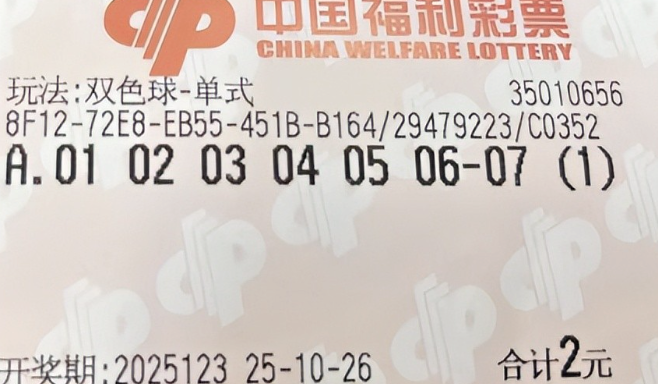 中国福利彩票
CHINA WELFARE LOTTERY
玩法:双色球-单式 35010656
8F12-72E8-EB55-451B-B164/29479223/C0352
A.01 02 03 04 05 06-07 (1)
开奖期:2025123 25-10-26 合计2元